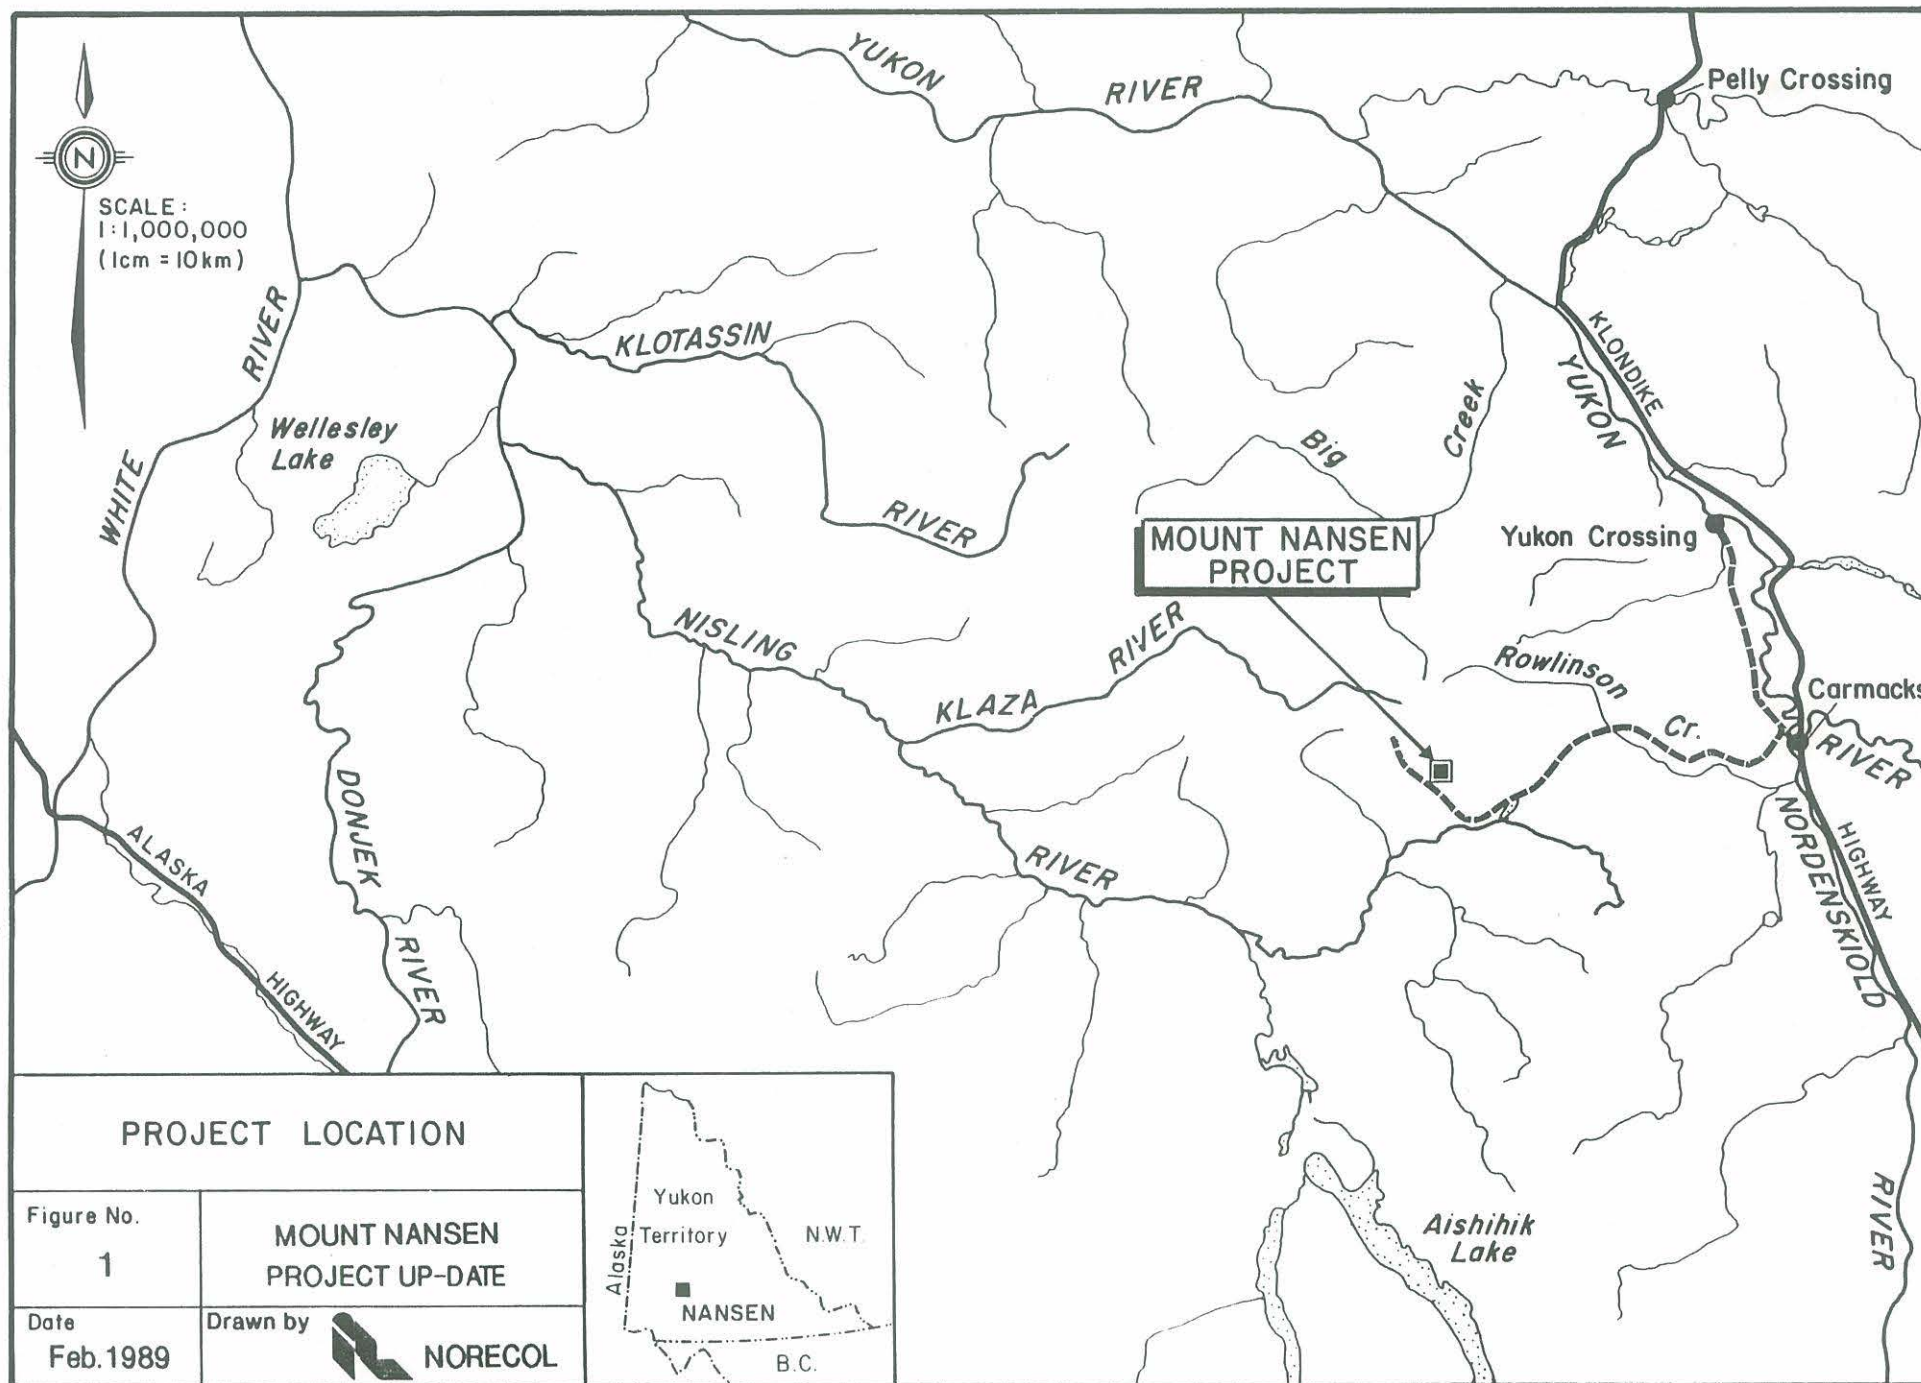 YUKON
RIVER
Pelly Crossing
N
SCALE:
1:1,000,000
(1cm = 10km)
RIVER
WHITE
Wellesley
Lake
KLOTASSIN
RIVER
Big
Creek
KLONDIKE
YUKON
Yukon Crossing
MOUNT NANSEN
PROJECT
NISLING
KLAZA
RIVER
Rowlinson
Cr.
Carmacks
RIVER
DONJEK
RIVER
ALASKA
HIGHWAY
RIVER
HIGHWAY
NORDENSKIOLD
RIVER
Aishihik
Lake
PROJECT LOCATION
Figure No.
1
MOUNT NANSEN
PROJECT UP-DATE
Date
Feb.1989
Drawn by
NORECOL
Yukon
Territory
Alaska
N.W.T.
NANSEN
B.C.